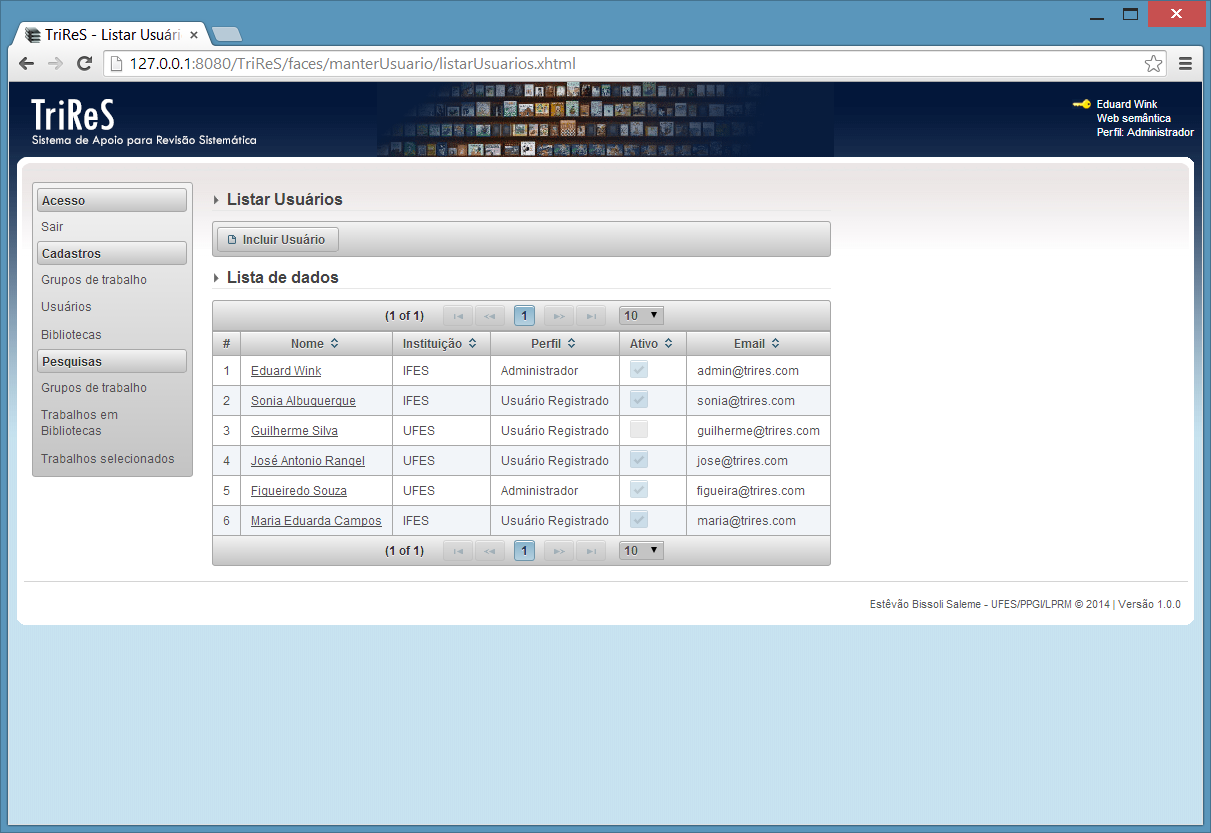 TriReS - Listar Usuári
127.0.0.1:8080/TriReS/faces/manterUsuario/listarUsuarios.xhtml
TriReS
Sistema de Apoio para Revisão Sistemática
Eduard Wink
Web semântica
Perfil: Administrador
Acesso
Sair
Cadastros
Grupos de trabalho
Usuários
Bibliotecas
Pesquisas
Grupos de trabalho
Trabalhos em
Bibliotecas
Trabalhos selecionados
Listar Usuários
Incluir Usuário
Lista de dados
(1 of 1) 1 10
# Nome Instituição Perfil Ativo Email
1 Eduard Wink IFES Administrador admin@trires.com
2 Sonia Albuquerque IFES Usuário Registrado sonia@trires.com
3 Guilherme Silva UFES Usuário Registrado guilherme@trires.com
4 José Antonio Rangel UFES Usuário Registrado jose@trires.com
5 Figueiredo Souza UFES Administrador figueira@trires.com
6 Maria Eduarda Campos IFES Usuário Registrado maria@trires.com
(1 of 1) 1 10
Estêvão Bissoli Saleme - UFES/PPGI/LPRM © 2014 | Versão 1.0.0